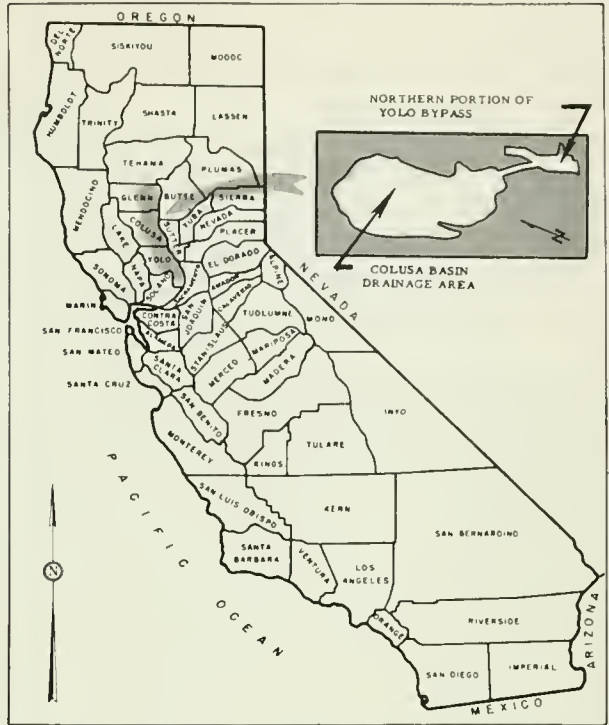 OREGON
DEL NORTE
SISKIYOU
MODOC
HUMBOLDT
TRINITY
SHASTA
LASSEN
NORTHERN PORTION OF
YOLO BYPASS
TEHAMA
PLUMAS
MENDOCINO
GLENN
BUTTE
SIERRA
COLUSA
SUTTER
YUBA
NEVADA
PLACER
LAKE
YOLO
EL DORADO
N
COLUSA BASIN
DRAINAGE AREA
SONOMA
NAPA
SOLANO
SACRAMENTO
AMADOR
ALPINE
NEVADA
MARIN
CONTRA
COSTA
SAN
JOAQUIN
CALAVERAS
TUOLUMNE
MONO
SAN FRANCISCO
ALAMEDA
STANISLAUS
MARIPOSA
SAN MATEO
SANTA
CLARA
MERCED
MADERA
SANTA CRUZ
SAN BENITO
FRESNO
INYO
MONTEREY
KINGS
TULARE
PACIFIC OCEAN
SAN LUIS OBISPO
KERN
SAN BERNARDINO
SANTA
BARBARA
VENTURA
LOS
ANGELES
N
ORANGE
RIVERSIDE
ARIZONA
SAN DIEGO
IMPERIAL
MEXICO